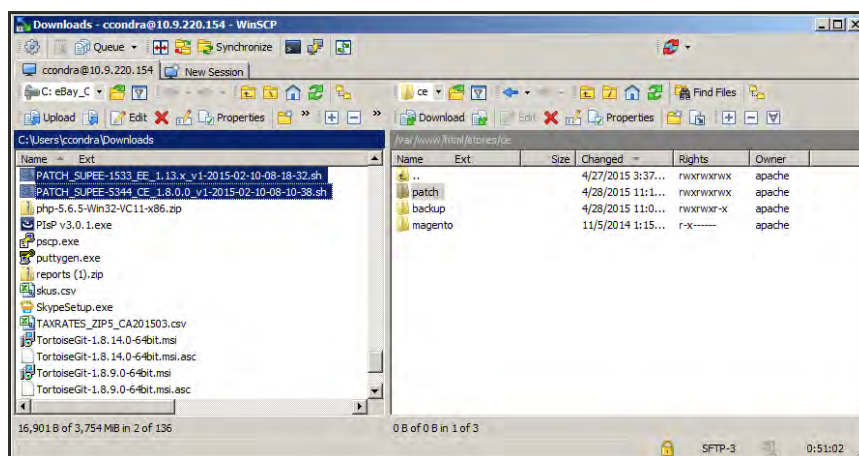 Downloads - ccondra@10.9.220.154 - WinSCP
Queue Synchronize
ccondra@10.9.220.154 New Session
C: eBay_C ce Find Files
Upload Edit Properties » Download Edit Properties
C:\Users\ccondra\Downloads /var/www/html/stores/ce
Name Ext Name Ext Size Changed Rights Owner
PATCH_SUPEE-1533_EE_1.13.x_v1-2015-02-10-08-18-32.sh .. 4/27/2015 3:37... rwxrwxrwx apache
PATCH_SUPEE-5344_CE_1.8.0.0_v1-2015-02-10-08-10-38.sh patch 4/28/2015 11:1... rwxrwxrwx apache
php-5.6.5-Win32-VC11-x86.zip backup 4/28/2015 11:0... rwxrwxr-x apache
PIsP v3.0.1.exe magento 11/5/2014 1:15... r-x------ apache
pscp.exe
puttygen.exe
reports (1).zip
skus.csv
SkypeSetup.exe
TAXRATES_ZIP5_CA201503.csv
TortoiseGit-1.8.14.0-64bit.msi
TortoiseGit-1.8.14.0-64bit.msi.asc
TortoiseGit-1.8.9.0-64bit.msi
TortoiseGit-1.8.9.0-64bit.msi.asc
16,901 B of 3,754 MiB in 2 of 136 0 B of 0 B in 1 of 3
SFTP-3 0:51:02